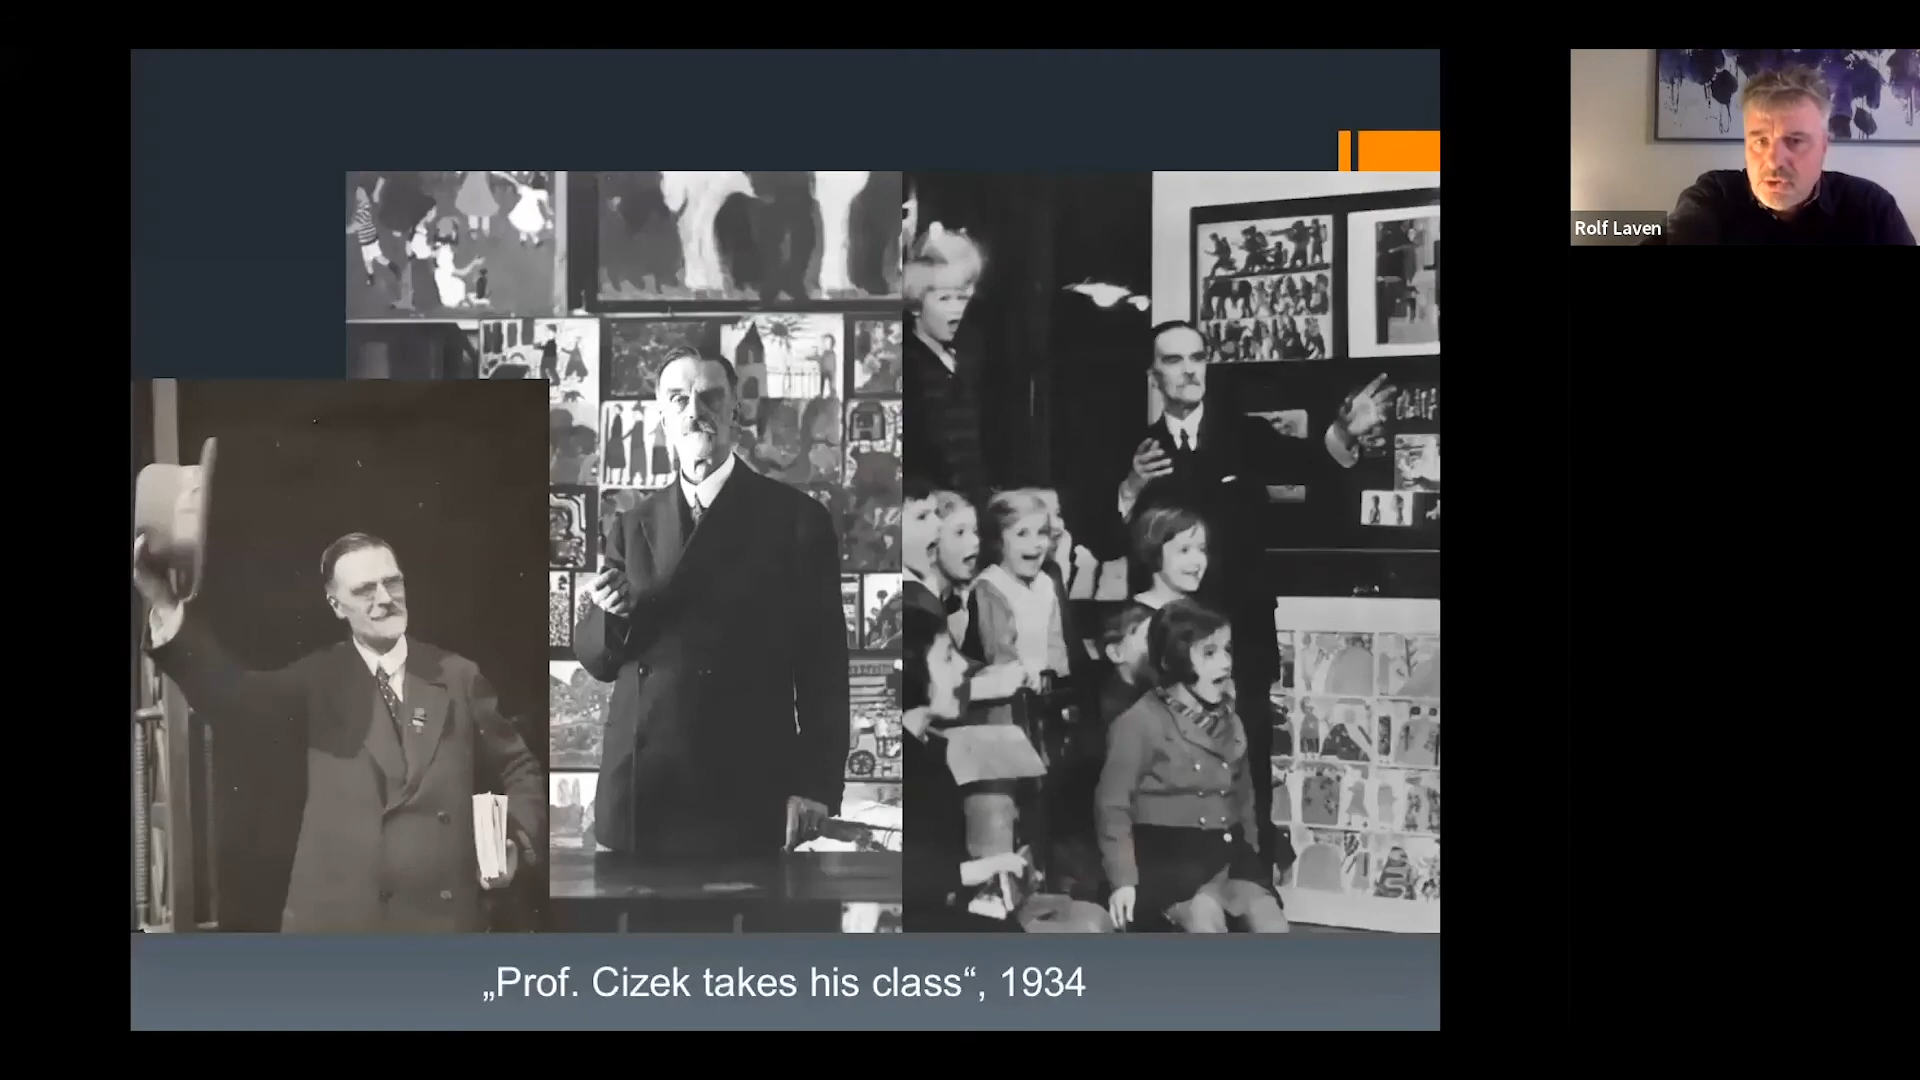 Rolf Laven
„Prof. Cizek takes his class“, 1934